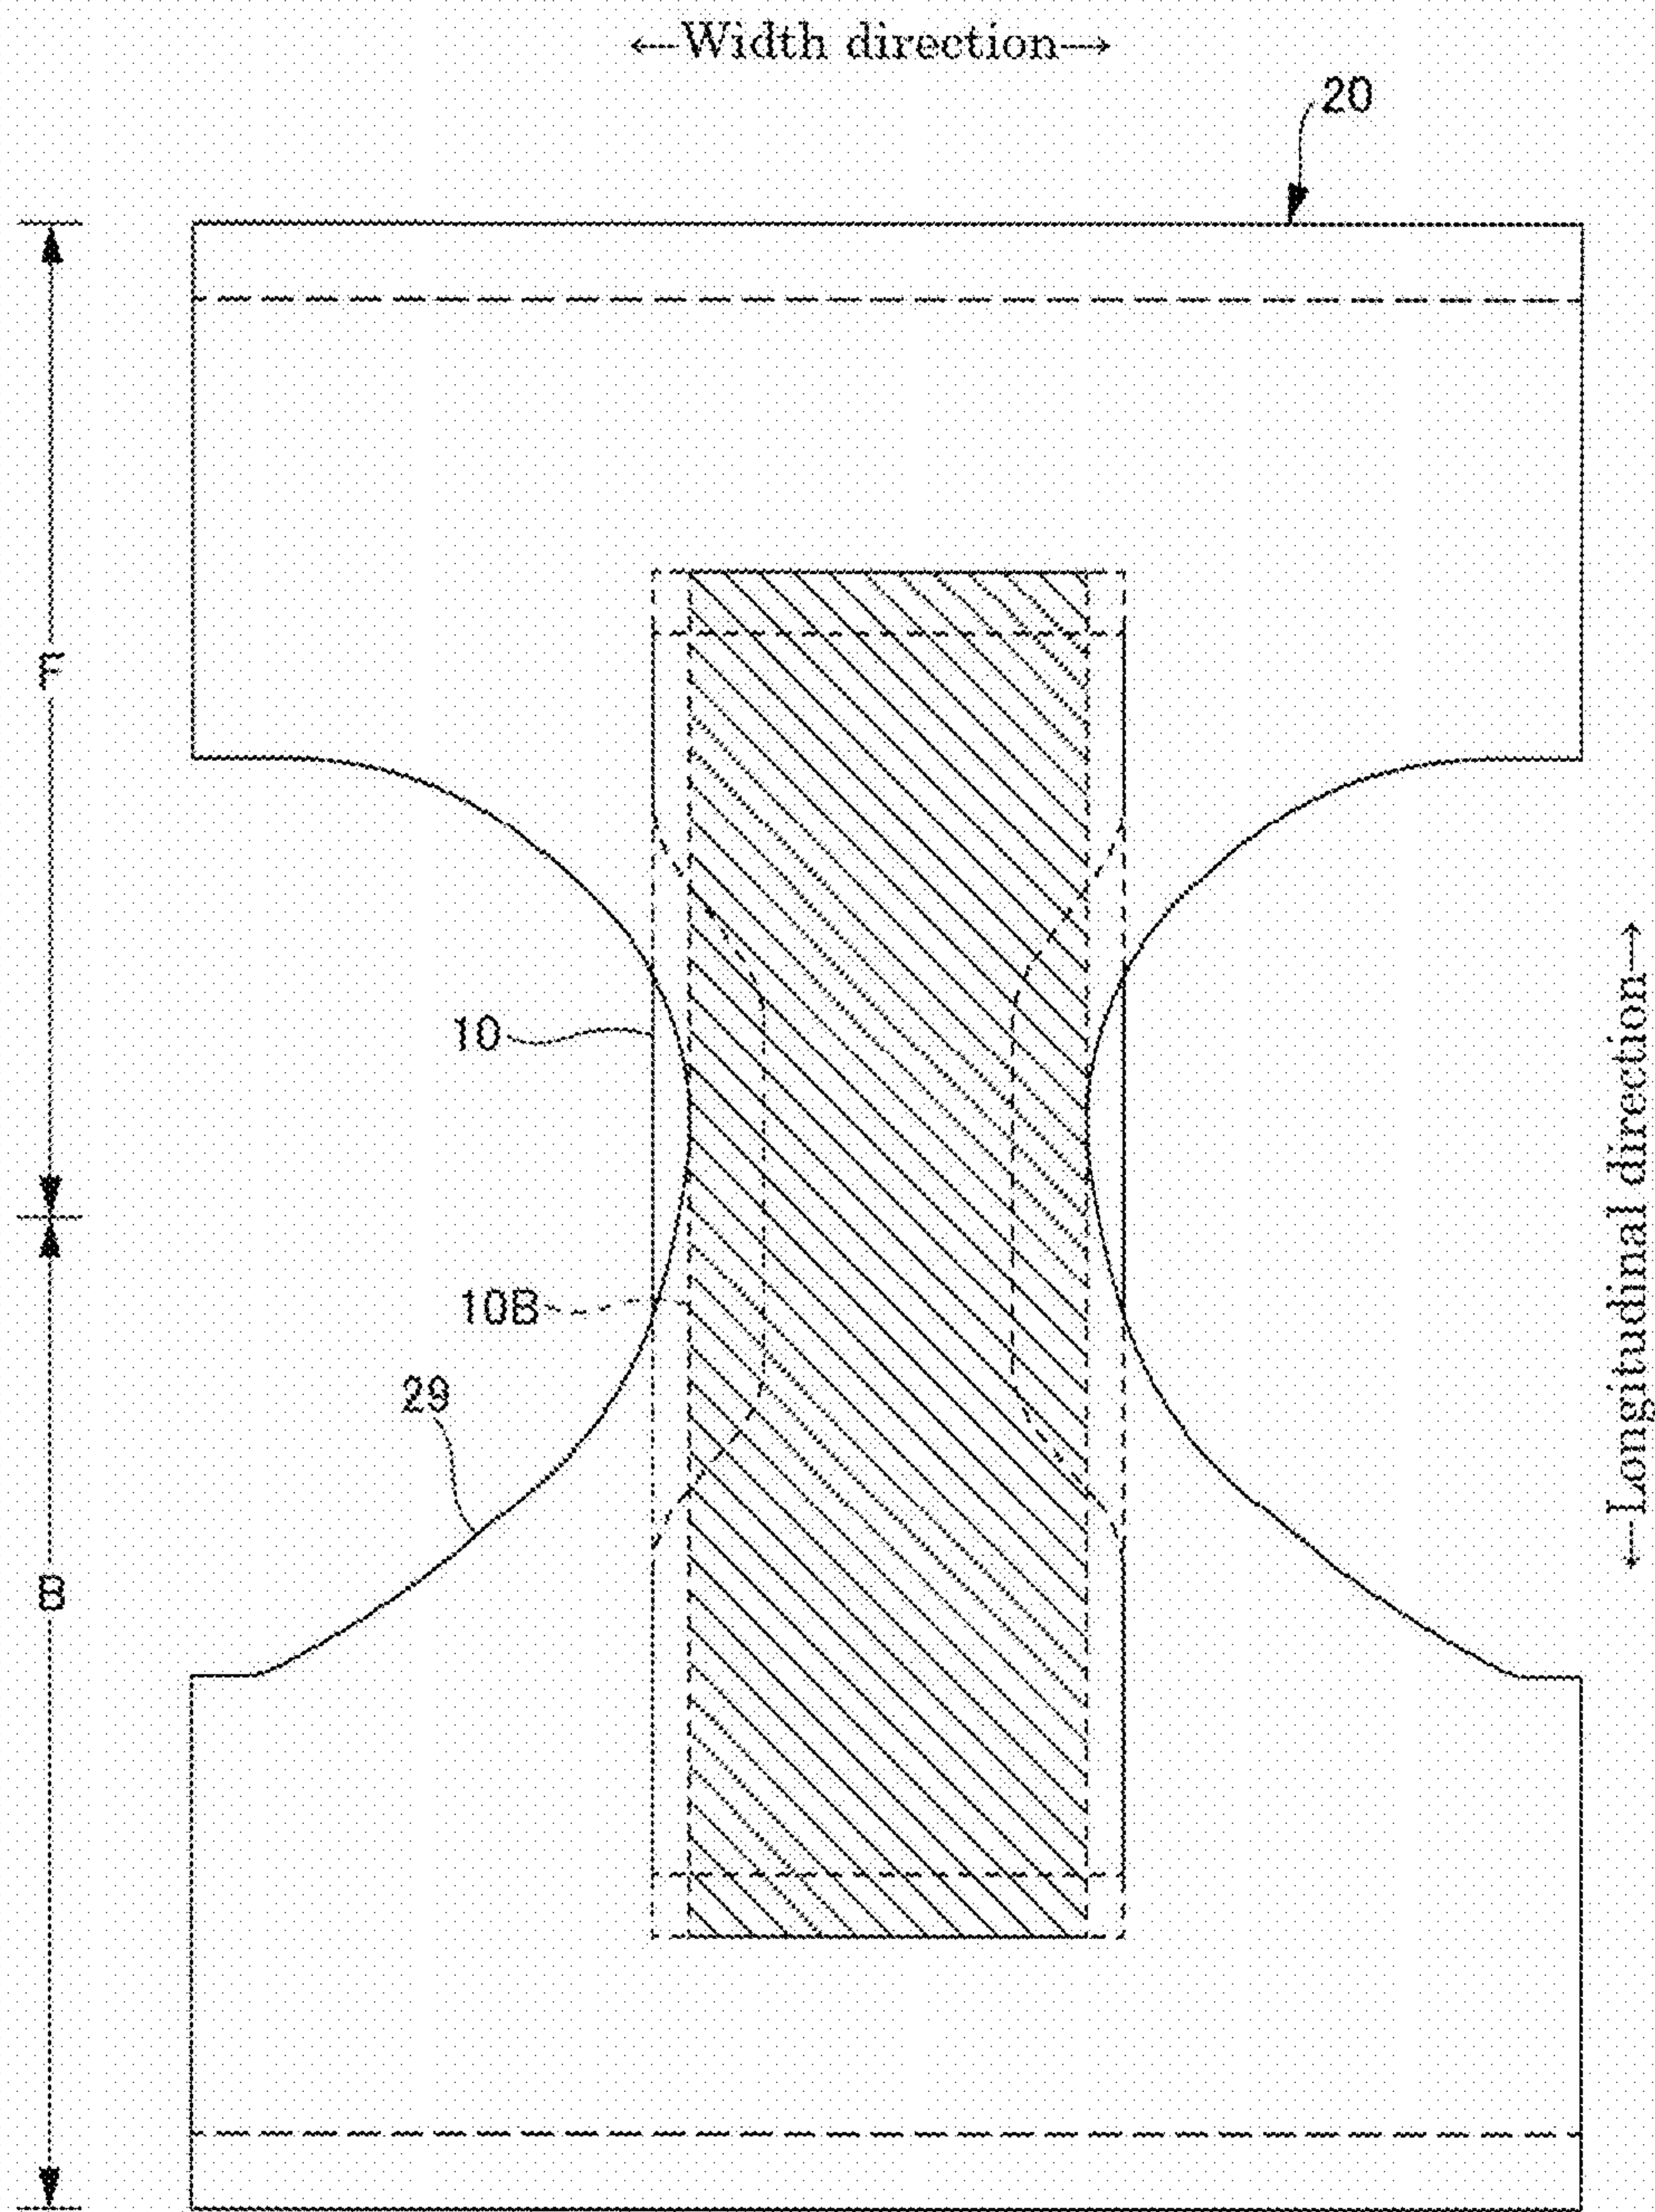 ←Width direction→
20
F
10
←Longitudinal direction→
10B
29
B